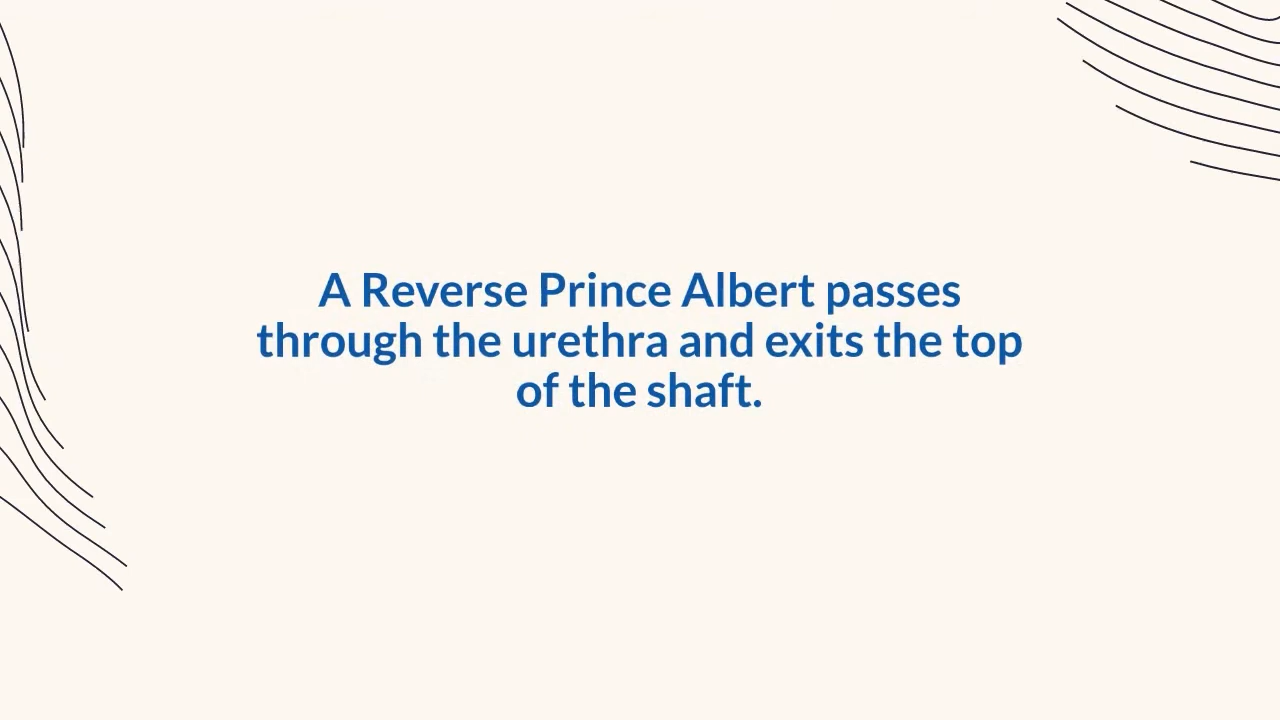 A Reverse Prince Albert passes
through the urethra and exits the top
of the shaft.